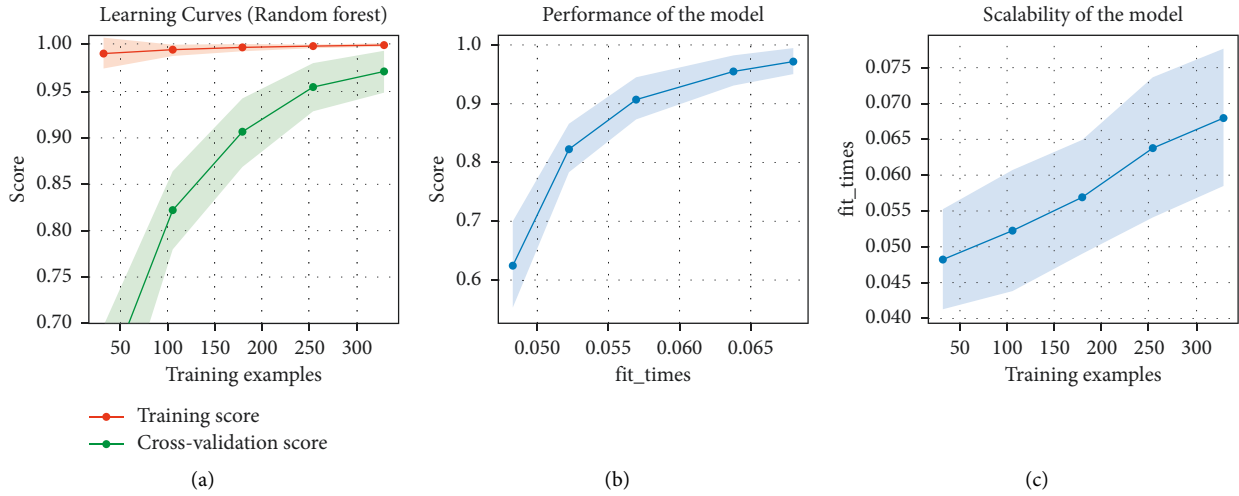 Learning Curves (Random forest)
1.00
0.95
0.90
0.85
0.80
0.75
0.70
Score
50 100 150 200 250 300
Training examples
Training score
Cross-validation score
(a)
Performance of the model
1.0
0.9
0.8
0.7
0.6
Score
0.050 0.055 0.060 0.065
fit_times
(b)
Scalability of the model
0.075
0.070
0.065
0.060
0.055
0.050
0.045
0.040
fit_times
50 100 150 200 250 300
Training examples
(c)